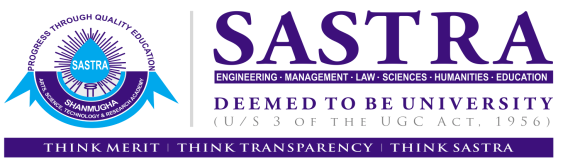 PROGRESS THROUGH QUALITY EDUCATION
SASTRA
SHANMUGHA
ARTS, SCIENCE, TECHNOLOGY & RESEARCH ACADEMY
SASTRA
ENGINEERING · MANAGEMENT · LAW · SCIENCES · HUMANITIES · EDUCATION
DEEMED TO BE UNIVERSITY
(U/S 3 OF THE UGC ACT, 1956)
THINK MERIT | THINK TRANSPARENCY | THINK SASTRA